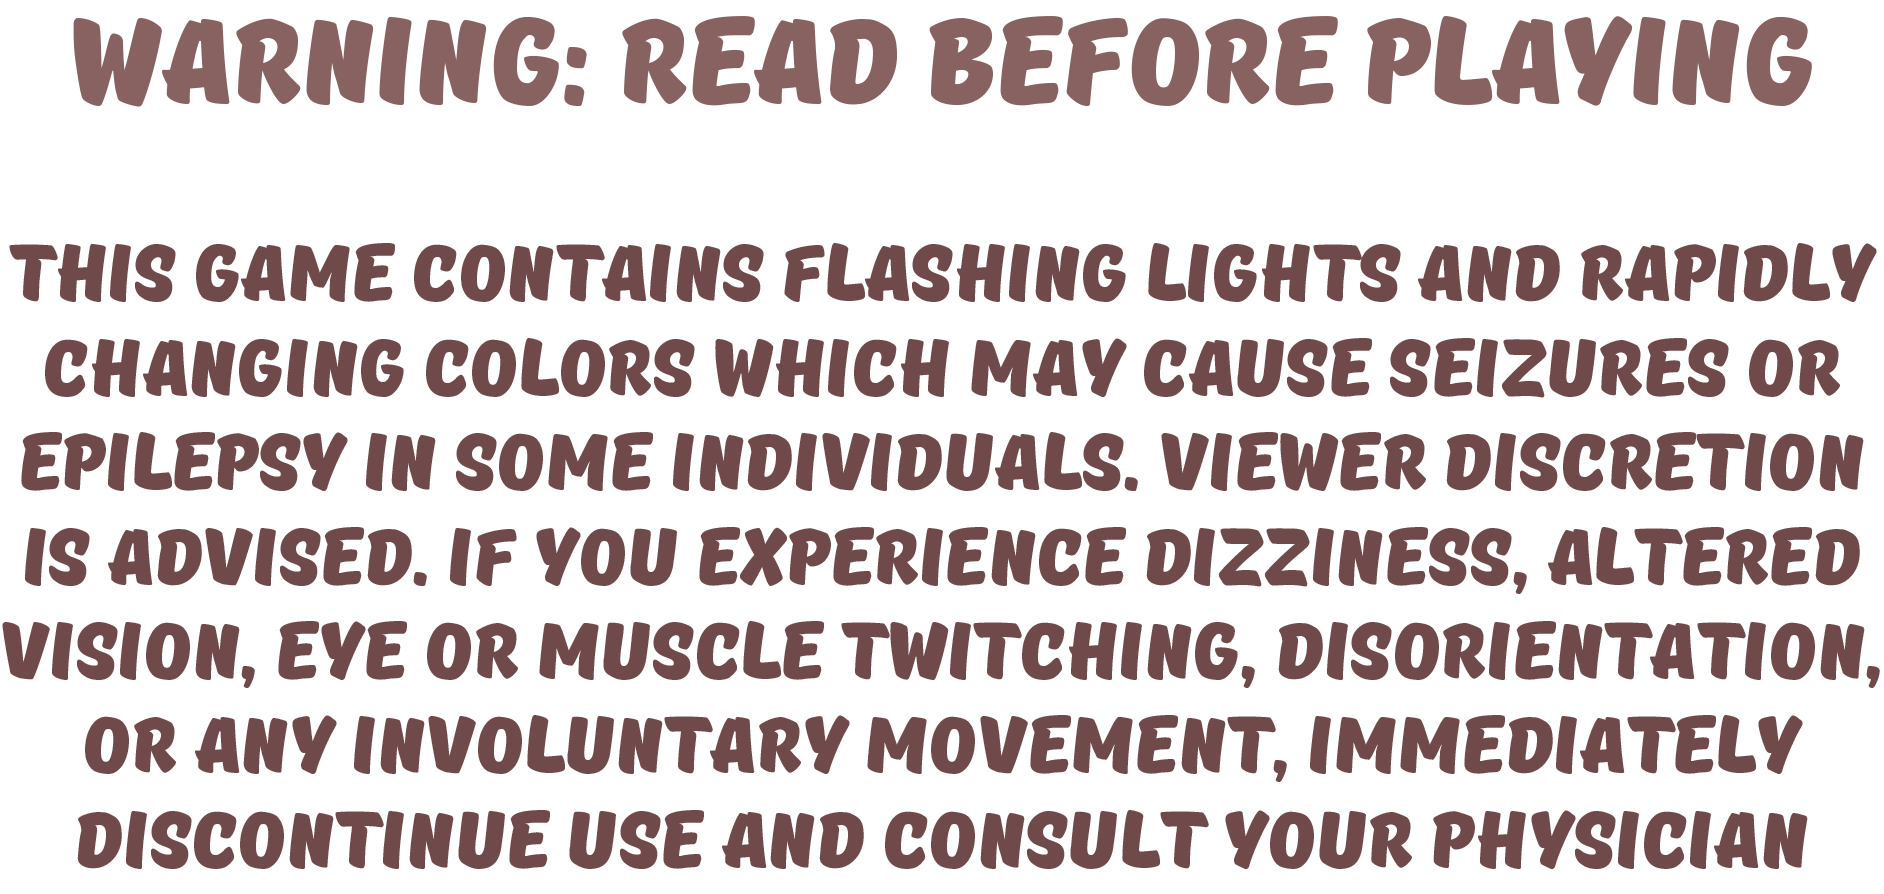 WARNING: READ BEFORE PLAYING
THIS GAME CONTAINS FLASHING LIGHTS AND RAPIDLY
CHANGING COLORS WHICH MAY CAUSE SEIZURES OR
EPILEPSY IN SOME INDIVIDUALS. VIEWER DISCRETION
IS ADVISED. IF YOU EXPERIENCE DIZZINESS, ALTERED
VISION, EYE OR MUSCLE TWITCHING, DISORIENTATION,
OR ANY INVOLUNTARY MOVEMENT, IMMEDIATELY
DISCONTINUE USE AND CONSULT YOUR PHYSICIAN